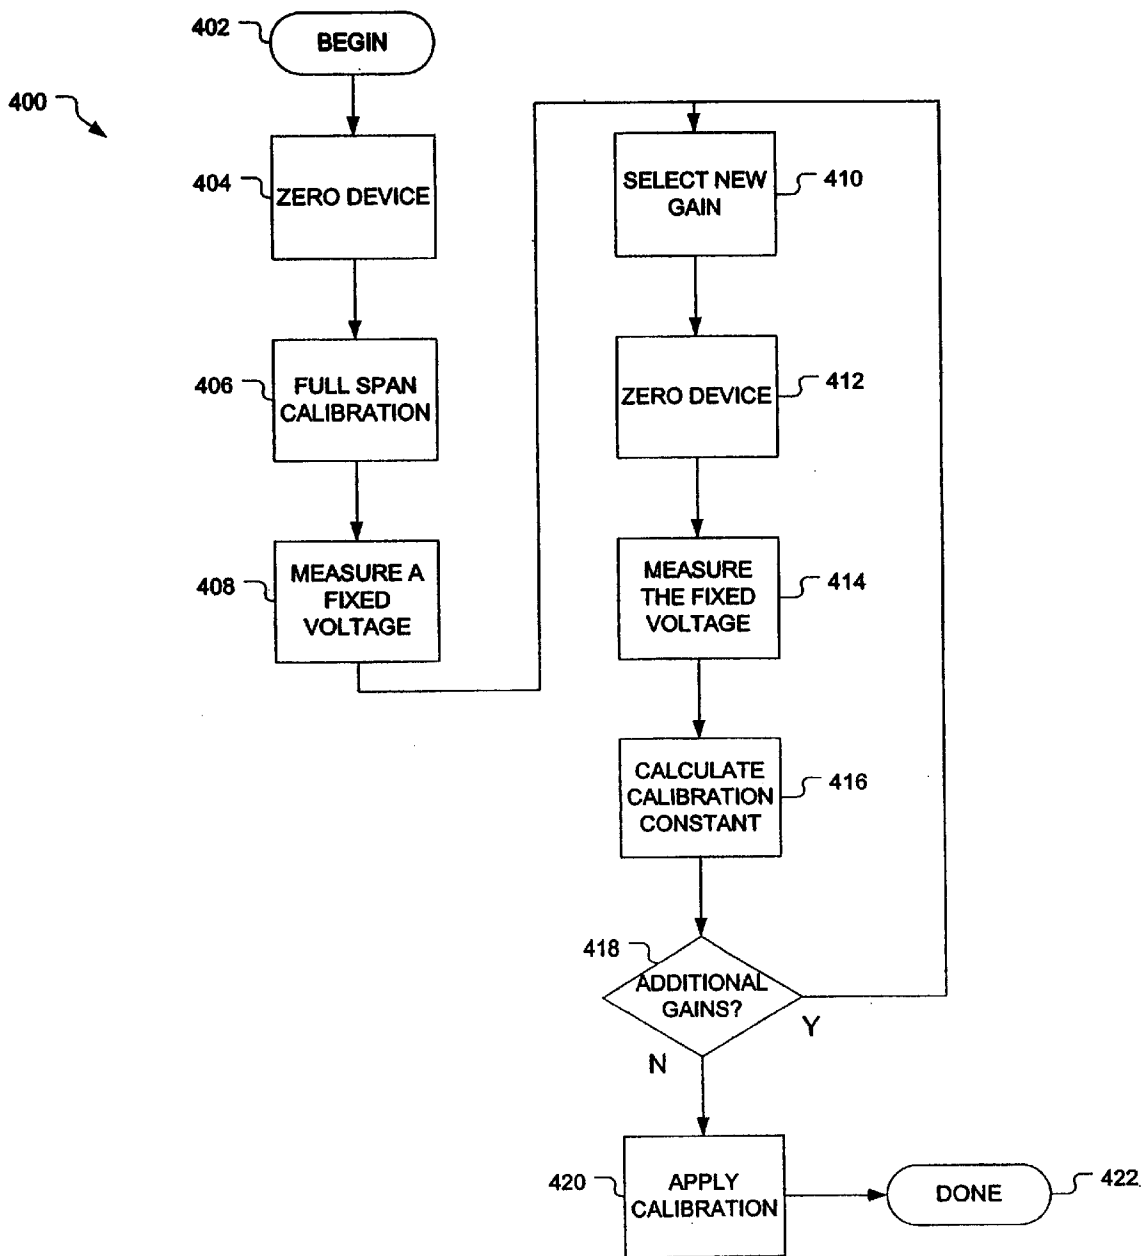 402
BEGIN
400
404
ZERO DEVICE
406
FULL SPAN
CALIBRATION
408
MEASURE A
FIXED
VOLTAGE
SELECT NEW
GAIN
410
ZERO DEVICE
412
MEASURE
THE FIXED
VOLTAGE
414
CALCULATE
CALIBRATION
CONSTANT
416
418
ADDITIONAL
GAINS?
Y
N
420
APPLY
CALIBRATION
DONE
422